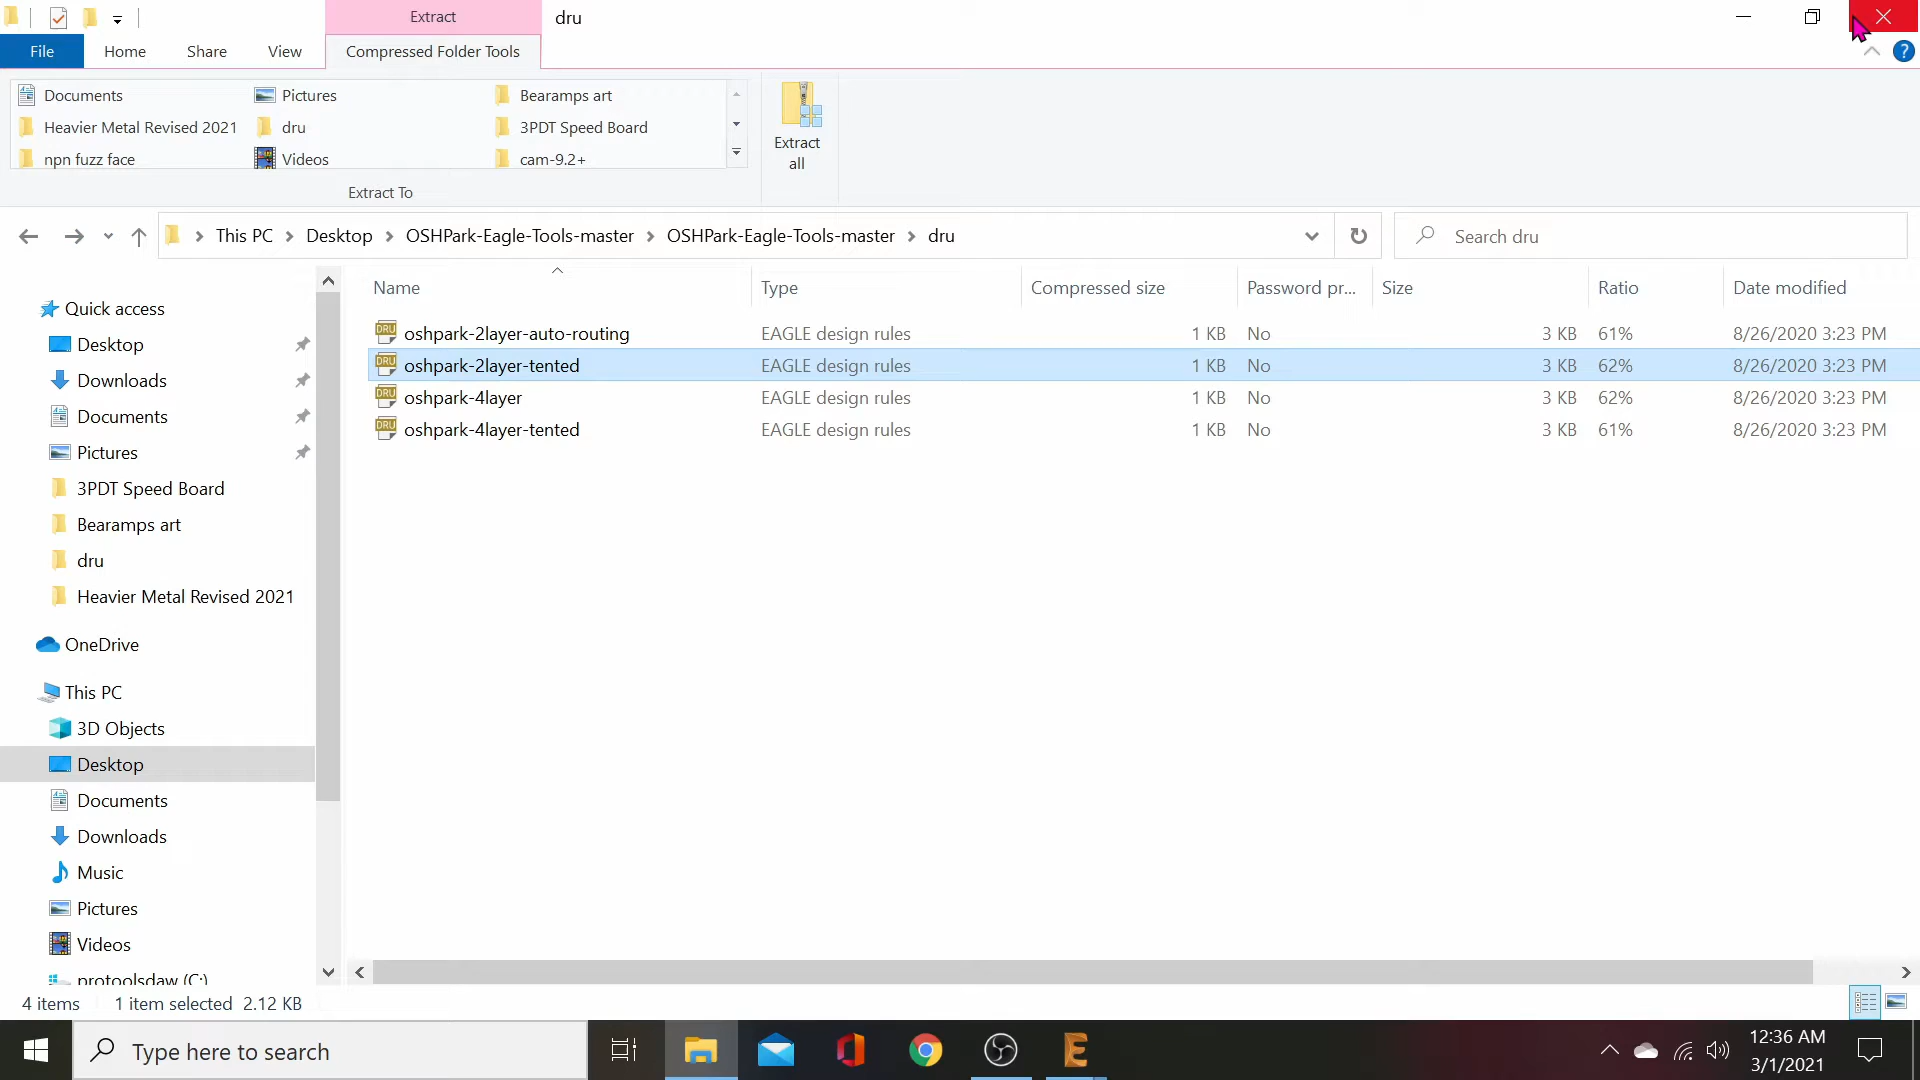 Extract
dru
File
Home
Share
View
Compressed Folder Tools
Documents
Pictures
Bearamps art
Heavier Metal Revised 2021
dru
3PDT Speed Board
npn fuzz face
Videos
cam-9.2+
Extract all
Extract To
This PC
Desktop
OSHPark-Eagle-Tools-master
OSHPark-Eagle-Tools-master
dru
Search dru
Name
Type
Compressed size
Password pr...
Size
Ratio
Date modified
oshpark-2layer-auto-routing EAGLE design rules 1 KB No 3 KB 61% 8/26/2020 3:23 PM
oshpark-2layer-tented EAGLE design rules 1 KB No 3 KB 62% 8/26/2020 3:23 PM
oshpark-4layer EAGLE design rules 1 KB No 3 KB 62% 8/26/2020 3:23 PM
oshpark-4layer-tented EAGLE design rules 1 KB No 3 KB 61% 8/26/2020 3:23 PM
Quick access
Desktop
Downloads
Documents
Pictures
3PDT Speed Board
Bearamps art
dru
Heavier Metal Revised 2021
OneDrive
This PC
3D Objects
Desktop
Documents
Downloads
Music
Pictures
Videos
protoolsdaw (C:)
4 items 1 item selected 2.12 KB
Type here to search
12:36 AM
3/1/2021